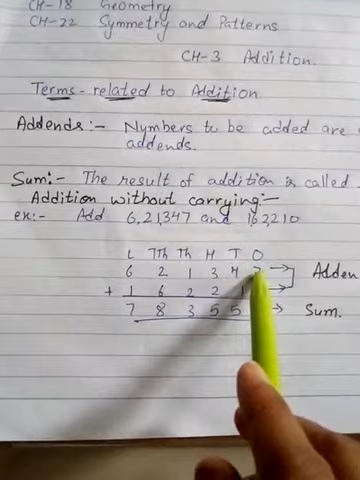 CH-18 Geometry
CH-22 Symmetry and Patterns
CH-3 Addition.
Terms related to Addition
Addends:- Numbers to be added are
addends.
Sum:- The result of addition is called
Addition without carrying:-
ex:- Add 6,21,347 and 163210
L TTh Th H T O
6 2 1 3 4 7 Adden
+ 1 6 2 2 1
7 8 3 5 5 Sum.